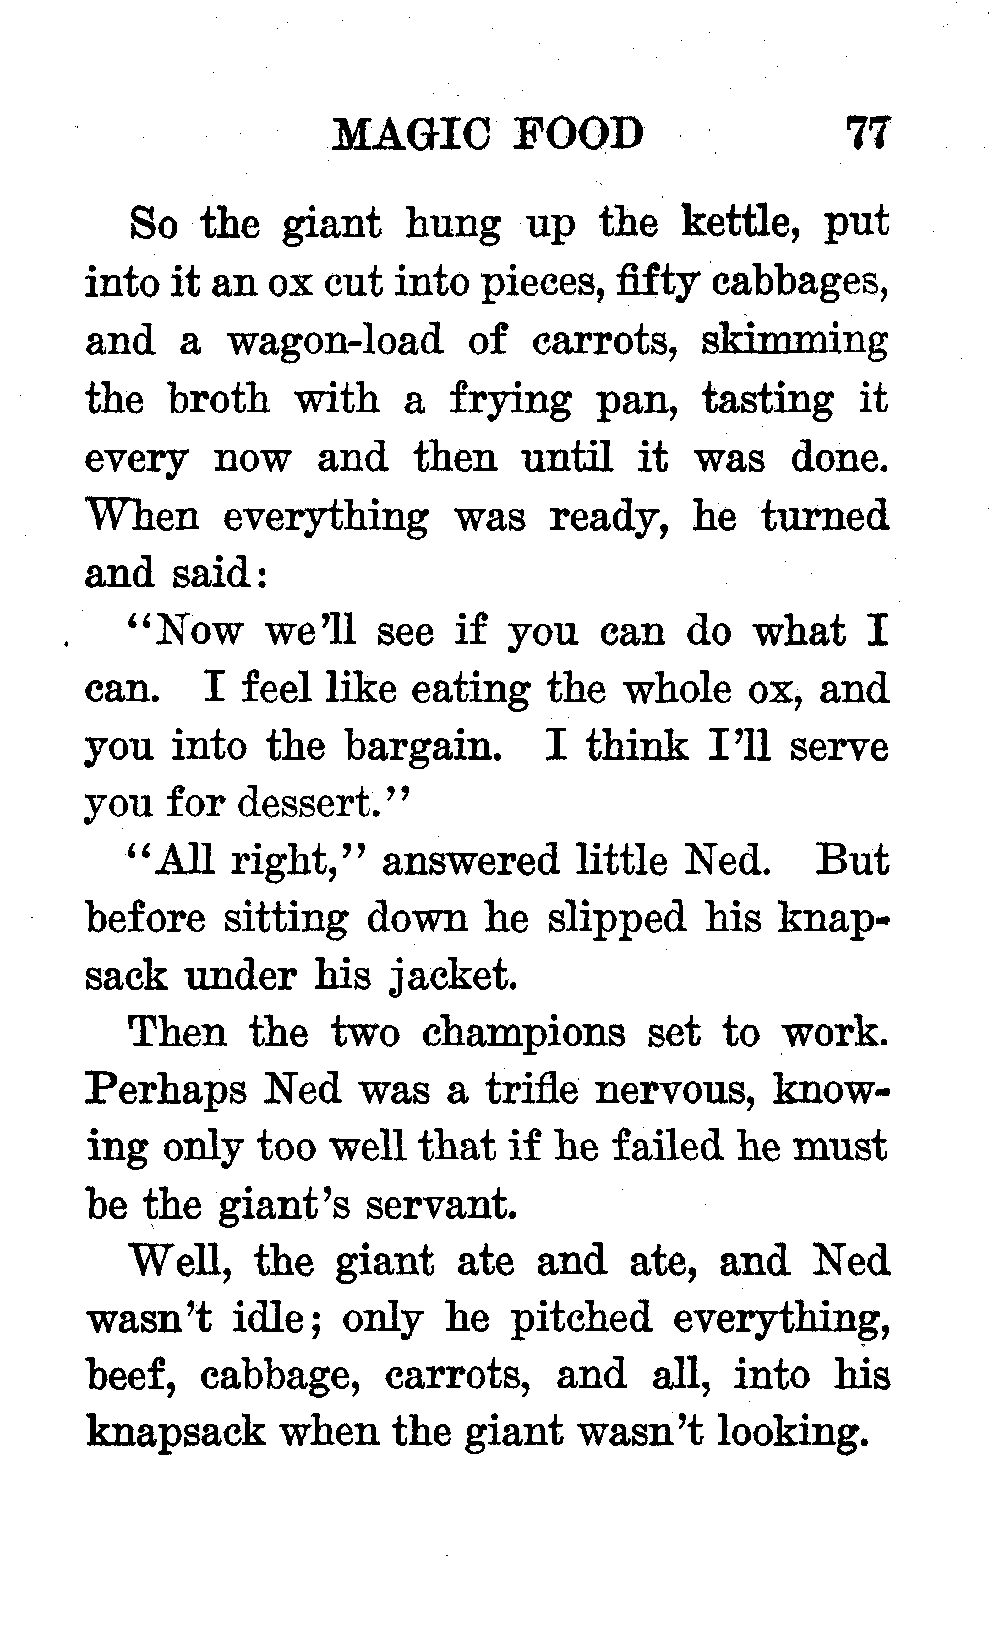 MAGIC FOOD 77
So the giant hung up the kettle, put
into it an ox cut into pieces, fifty cabbages,
and a wagon-load of carrots, skimming
the broth with a frying pan, tasting it
every now and then until it was done.
When everything was ready, he turned
and said:
"Now we'll see if you can do what I
can. I feel like eating the whole ox, and
you into the bargain. I think I'll serve
you for dessert."
"All right," answered little Ned. But
before sitting down he slipped his knap-
sack under his jacket.
Then the two champions set to work.
Perhaps Ned was a trifle nervous, know-
ing only too well that if he failed he must
be the giant's servant.
Well, the giant ate and ate, and Ned
wasn't idle; only he pitched everything,
beef, cabbage, carrots, and all, into his
knapsack when the giant wasn't looking.